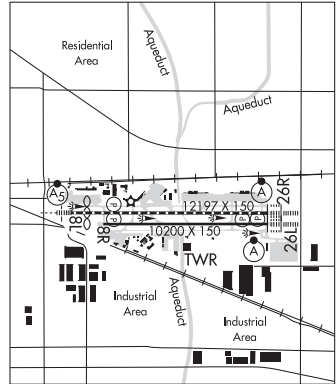 Residential
Area
Aqueduct
Aqueduct
A5
A
P
P
12197 X 150
P
P
26R
8L
8R
10200 X 150
26L
A
TWR
Industrial
Area
Aqueduct
Industrial
Area